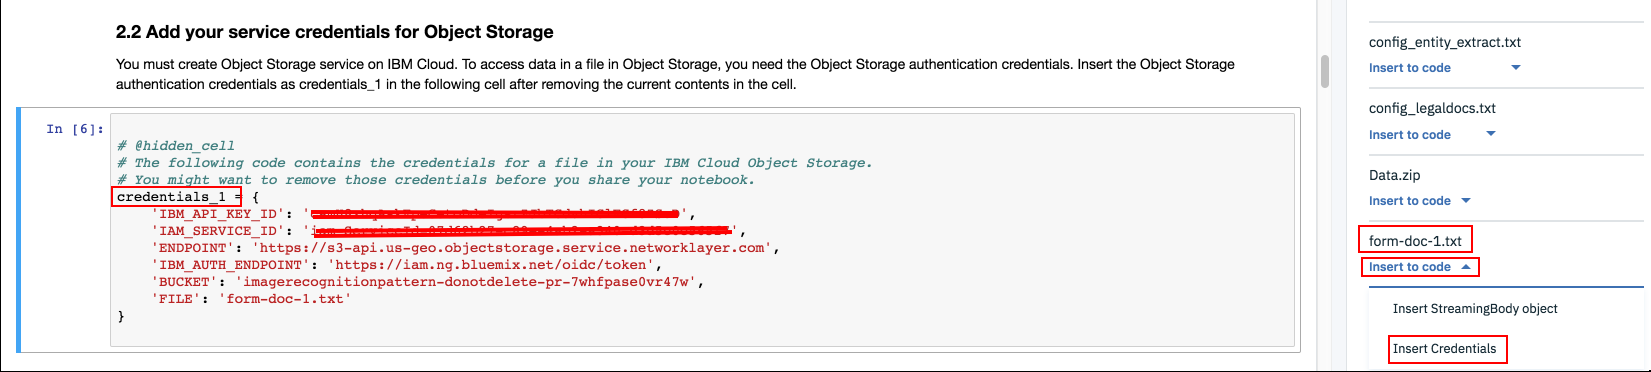 2.2 Add your service credentials for Object Storage
You must create Object Storage service on IBM Cloud. To access data in a file in Object Storage, you need the Object Storage authentication credentials. Insert the Object Storage
authentication credentials as credentials_1 in the following cell after removing the current contents in the cell.
In [6]:
# @hidden_cell
# The following code contains the credentials for a file in your IBM Cloud Object Storage.
# You might want to remove those credentials before you share your notebook.
credentials_1 = {
'IBM_API_KEY_ID': '',
'IAM_SERVICE_ID': '',
'ENDPOINT': 'https://s3-api.us-geo.objectstorage.service.networklayer.com',
'IBM_AUTH_ENDPOINT': 'https://iam.ng.bluemix.net/oidc/token',
'BUCKET': 'imagerecognitionpattern-donotdelete-pr-7whfpase0vr47w',
'FILE': 'form-doc-1.txt'
}
config_entity_extract.txt
Insert to code
config_legaldocs.txt
Insert to code
Data.zip
Insert to code
form-doc-1.txt
Insert to code
Insert StreamingBody object
Insert Credentials